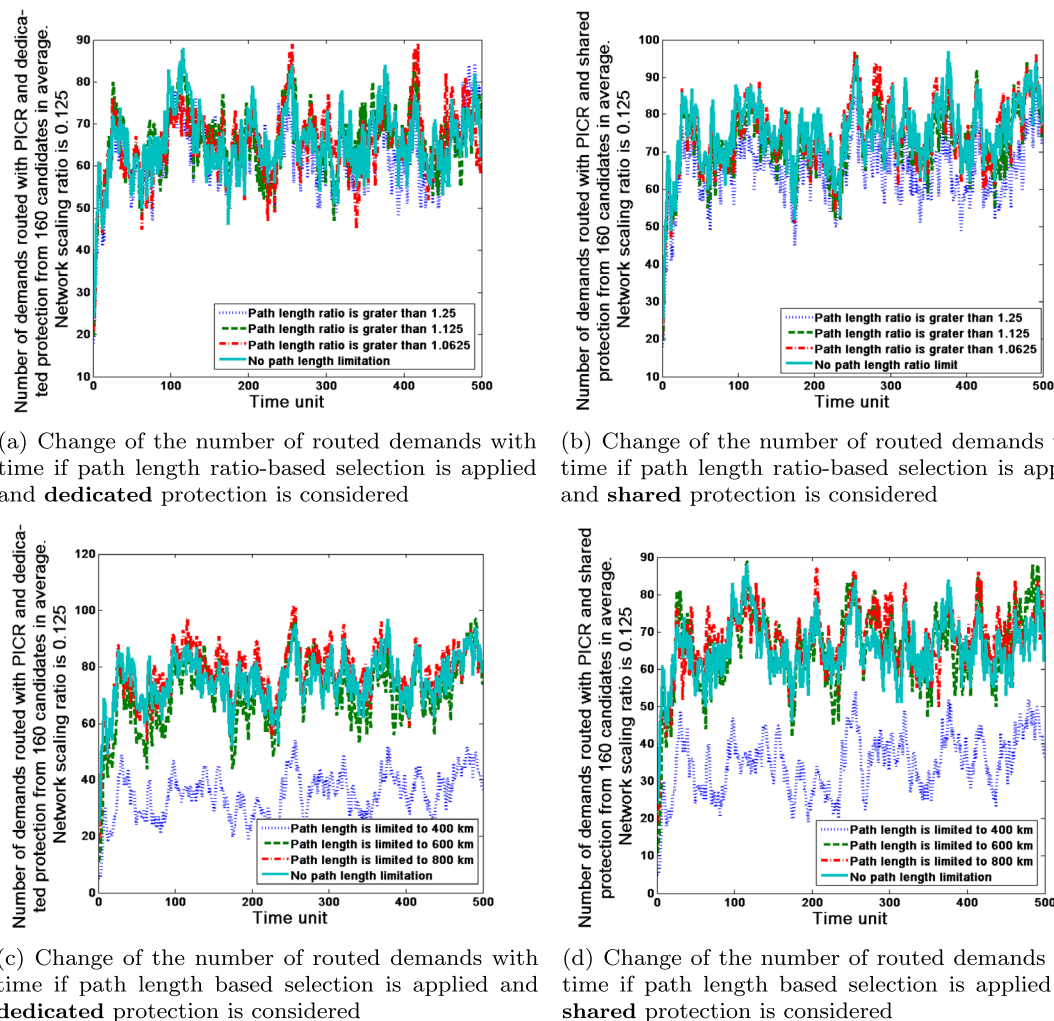 Number of demands routed with PICR and dedica-
ted protection from 160 candidates in average.
Network scaling ratio is 0.125
90
80
70
60
50
40
30
20
10
0
100
200
300
400
500
Time unit
Path length ratio is grater than 1.25
Path length ratio is grater than 1.125
Path length ratio is grater than 1.0625
No path length limitation
(a) Change of the number of routed demands with
time if path length ratio-based selection is applied
and dedicated protection is considered
Number of demands routed with PICR and shared
protection from 160 candidates in average.
Network scaling ratio is 0.125
100
90
80
70
60
50
40
30
20
10
0
100
200
300
400
500
Time unit
Path length ratio is grater than 1.25
Path length ratio is grater than 1.125
Path length ratio is grater than 1.0625
No path length ratio limit
(b) Change of the number of routed demands
time if path length ratio-based selection is app
and shared protection is considered
Number of demands routed with PICR and dedica-
ted protection from 160 candidates in average.
Network scaling ratio is 0.125
120
100
80
60
40
20
0
0
100
200
300
400
500
Time unit
Path length is limited to 400 km
Path length is limited to 600 km
Path length is limited to 800 km
No path length limitation
(c) Change of the number of routed demands with
time if path length based selection is applied and
dedicated protection is considered
Number of demands routed with PICR and shared
protection from 160 candidates in average.
Network scaling ratio is 0.125
90
80
70
60
50
40
30
20
10
0
0
100
200
300
400
500
Time unit
Path length is limited to 400 km
Path length is limited to 600 km
Path length is limited to 800 km
No path length limitation
(d) Change of the number of routed demands
time if path length based selection is applied
shared protection is considered